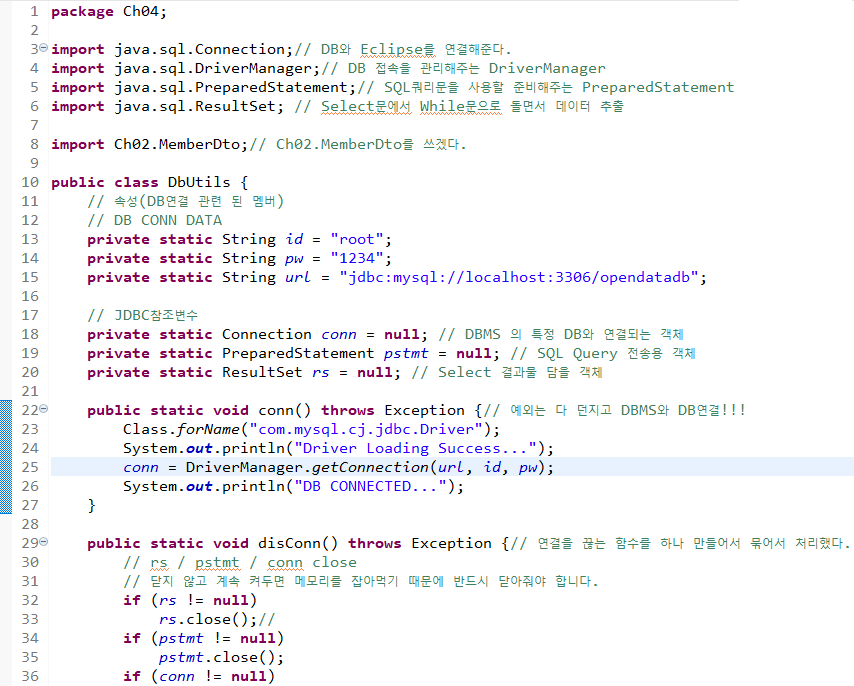 1 package Ch04;
2
3 import java.sql.Connection;// DB와 Eclipse를 연결해준다.
4 import java.sql.DriverManager;// DB 접속을 관리해주는 DriverManager
5 import java.sql.PreparedStatement;// SQL쿼리문을 사용할 준비해주는 PreparedStatement
6 import java.sql.ResultSet; // Select문에서 While문으로 돌면서 데이터 추출
7
8 import Ch02.MemberDto;// Ch02.MemberDto를 쓰겠다.
9
10 public class DbUtils {
11 // 속성(DB연결 관련 된 멤버)
12 // DB CONN DATA
13 private static String id = "root";
14 private static String pw = "1234";
15 private static String url = "jdbc:mysql://localhost:3306/opendatadb";
16
17 // JDBC참조변수
18 private static Connection conn = null; // DBMS 의 특정 DB와 연결되는 객체
19 private static PreparedStatement pstmt = null; // SQL Query 전송용 객체
20 private static ResultSet rs = null; // Select 결과물 담을 객체
21
22 public static void conn() throws Exception {// 예외는 다 던지고 DBMS와 DB연결!!!
23 Class.forName("com.mysql.cj.jdbc.Driver");
24 System.out.println("Driver Loading Success...");
25 conn = DriverManager.getConnection(url, id, pw);
26 System.out.println("DB CONNECTED...");
27 }
28
29 public static void disConn() throws Exception {// 연결을 끊는 함수를 하나 만들어서 묶어서 처리했다.
30 // rs / pstmt / conn close
31 // 닫지 않고 계속 켜두면 메모리를 잡아먹기 때문에 반드시 닫아줘야 합니다.
32 if (rs != null)
33 rs.close();//
34 if (pstmt != null)
35 pstmt.close();
36 if (conn != null)